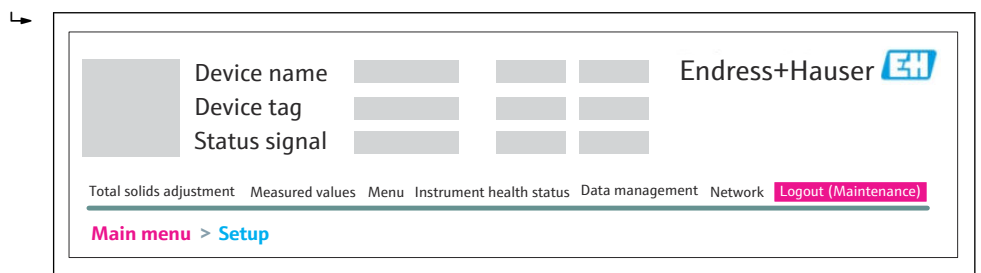 Device name
Endress+Hauser EH
Device tag
Status signal
Total solids adjustment Measured values Menu Instrument health status Data management Network Logout (Maintenance)
Main menu > Setup